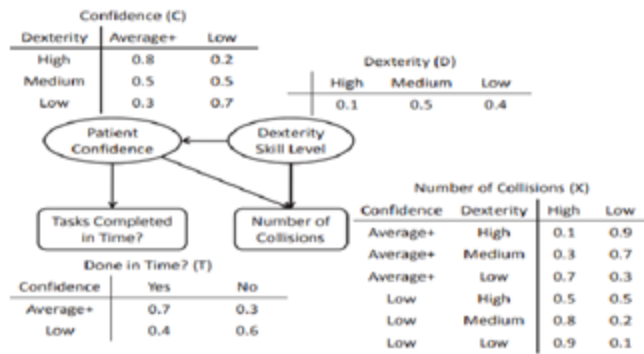 Confidence (C)
Dexterity Average+ Low
High 0.8 0.2
Medium 0.5 0.5
Low 0.3 0.7
Dexterity (D)
High Medium Low
0.1 0.5 0.4
Patient
Confidence
Dexterity
Skill Level
Tasks Completed
in Time?
Number of
Collisions
Number of Collisions (X)
Confidence Dexterity High Low
Average+ High 0.1 0.9
Average+ Medium 0.3 0.7
Average+ Low 0.7 0.3
Low High 0.5 0.5
Low Medium 0.8 0.2
Low Low 0.9 0.1
Done in Time? (T)
Confidence Yes No
Average+ 0.7 0.3
Low 0.4 0.6